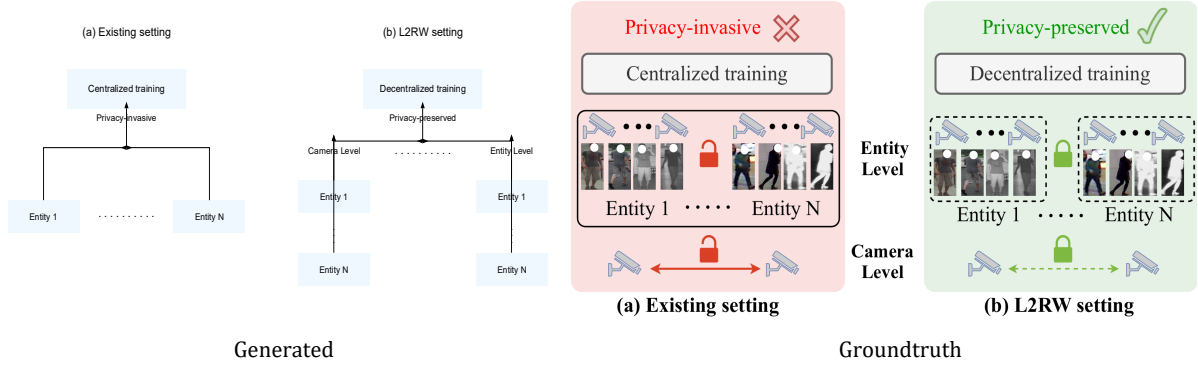 (a) Existing setting
Centralized training
Privacy-invasive
Entity 1
. . . . . . . . . .
Entity N
(b) L2RW setting
Decentralized training
Privacy-preserved
Camera Level
. . . . . . . . . .
Entity Level
Entity 1
Entity 1
Entity N
Entity N
Generated
Privacy-invasive
Centralized training
Entity 1
Entity N
(a) Existing setting
Entity
Level
Camera
Level
Privacy-preserved
Decentralized training
Entity 1
Entity N
(b) L2RW setting
Groundtruth